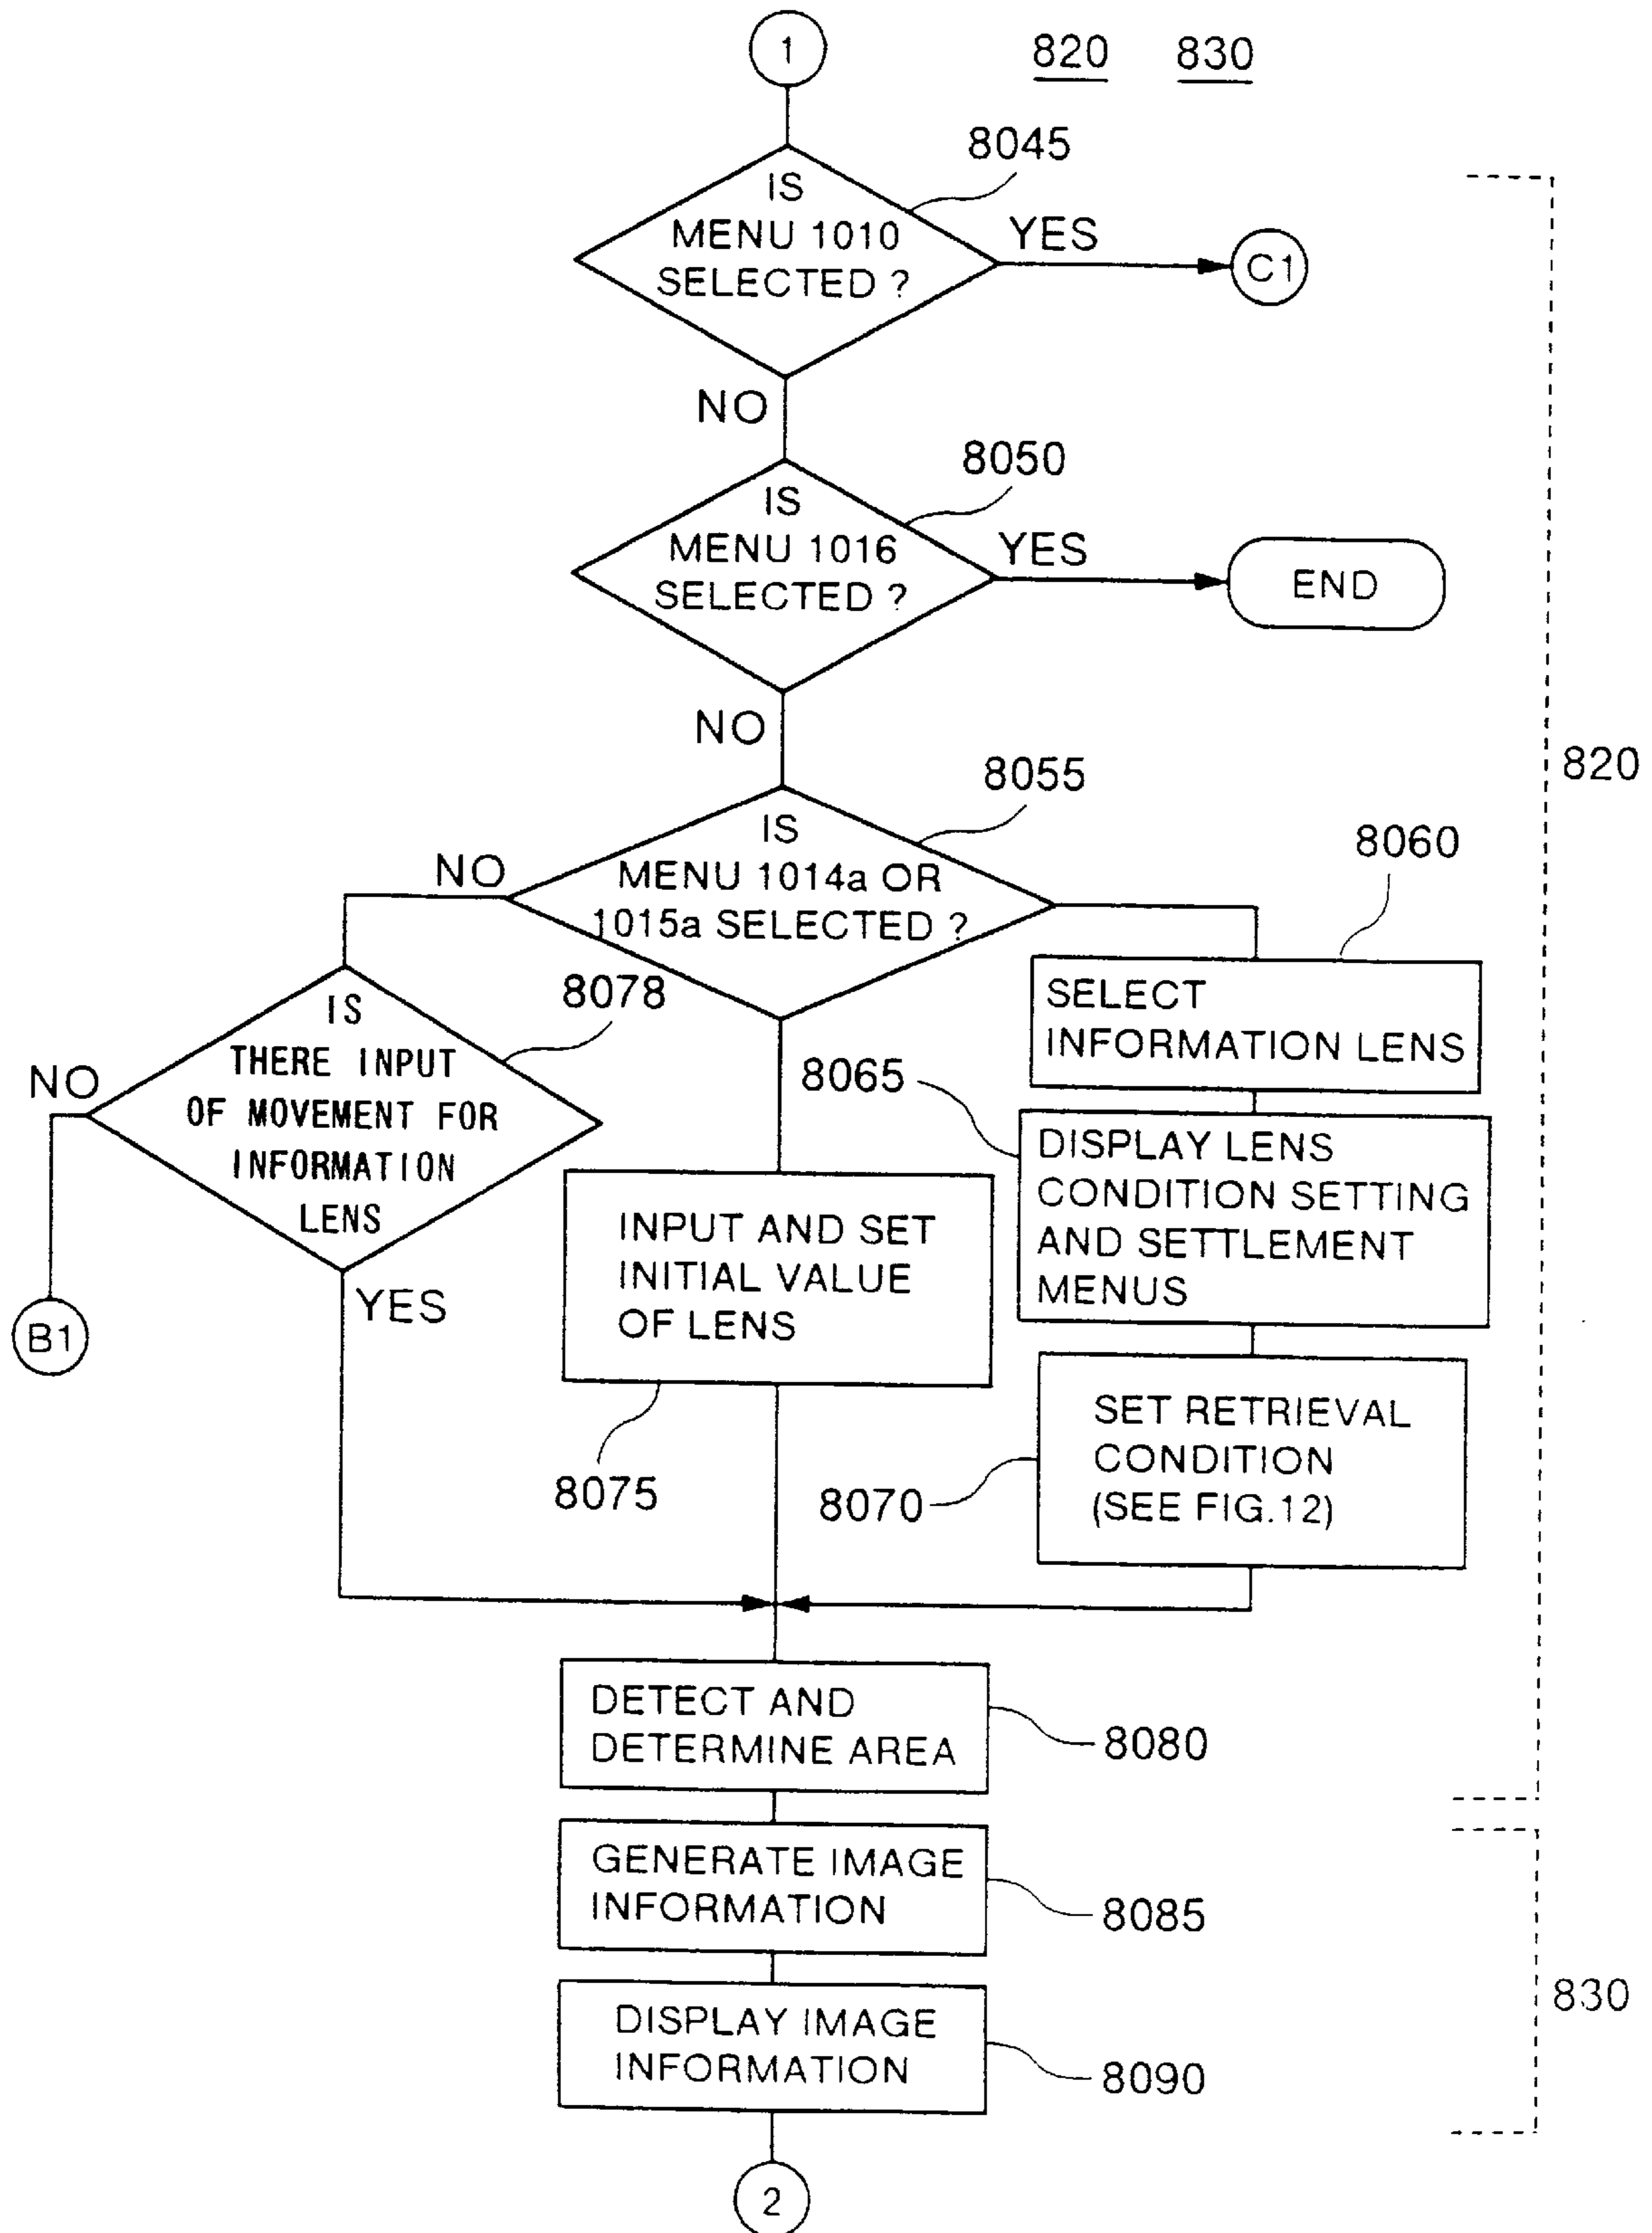 1
820 830
8045
IS
MENU 1010
SELECTED ?
YES
C1
NO
8050
IS
MENU 1016
SELECTED ?
YES
END
NO
8055
IS
MENU 1014a OR
1015a SELECTED ?
NO
820
8060
SELECT
INFORMATION LENS
8078
IS
THERE INPUT
OF MOVEMENT FOR
INFORMATION
LENS
NO
B1
YES
8065
DISPLAY LENS
CONDITION SETTING
AND SETTLEMENT
MENUS
INPUT AND SET
INITIAL VALUE
OF LENS
8075
8070
SET RETRIEVAL
CONDITION
(SEE FIG.12)
DETECT AND
DETERMINE AREA
8080
GENERATE IMAGE
INFORMATION
8085
830
DISPLAY IMAGE
INFORMATION
8090
2